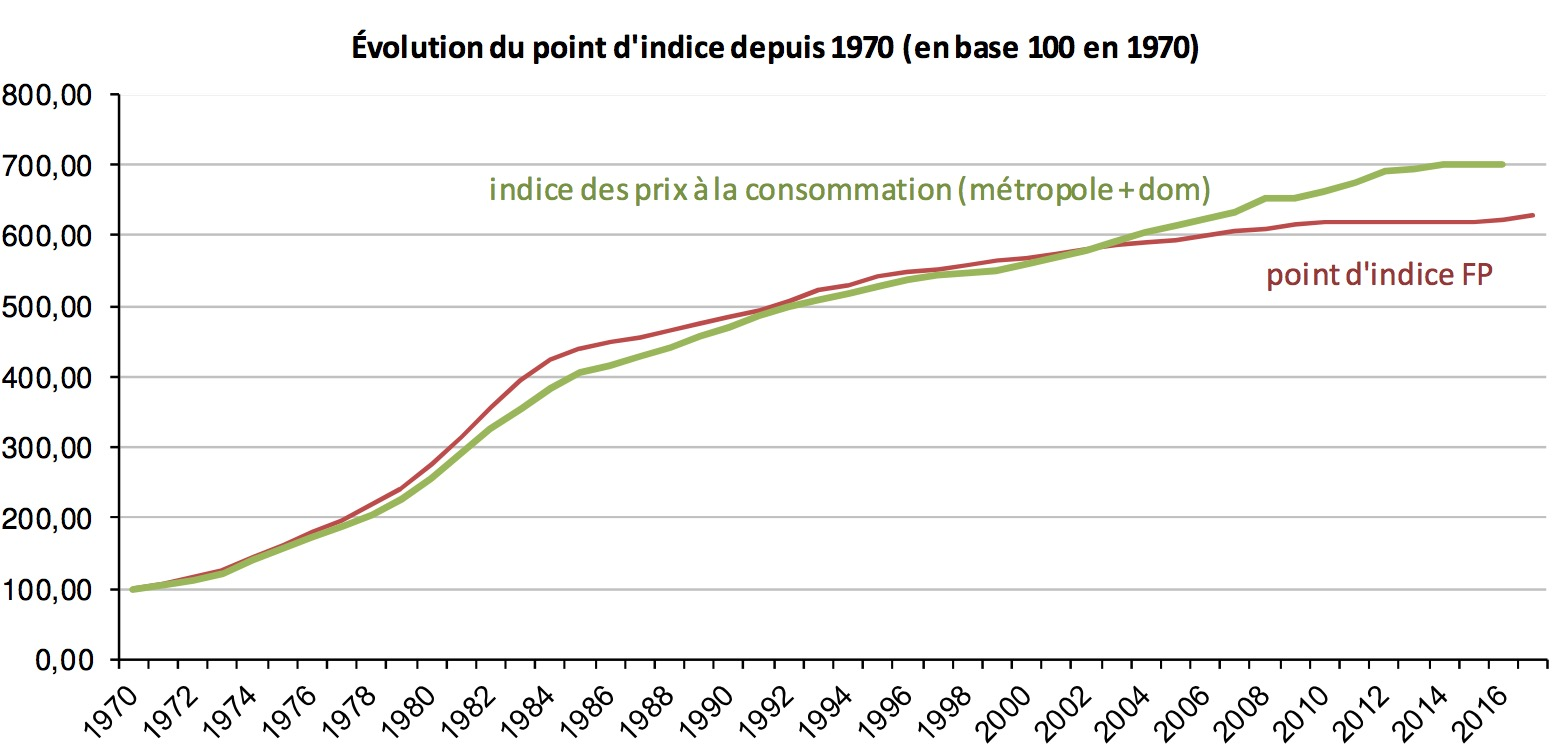 Évolution du point d'indice depuis 1970 (en base 100 en 1970)
800,00
700,00
600,00
500,00
400,00
300,00
200,00
100,00
0,00
indice des prix à la consommation (métropole + dom)
point d'indice FP
1970 1972 1974 1976 1978 1980 1982 1984 1986 1988 1990 1992 1994 1996 1998 2000 2002 2004 2006 2008 2010 2012 2014 2016